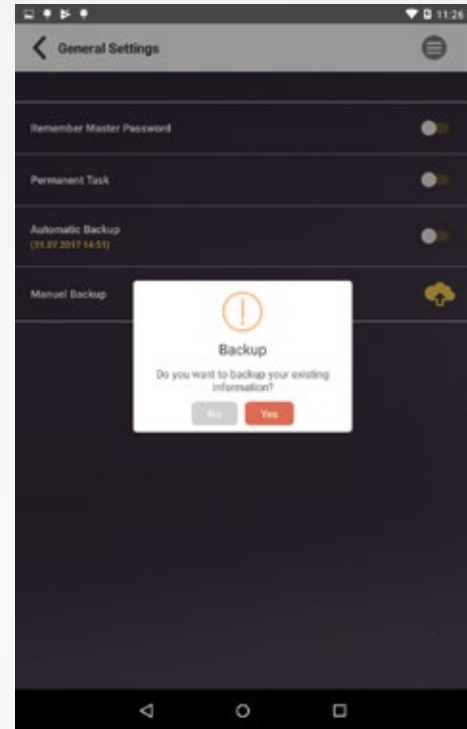 11:26
General Settings
Remember Master Password
Permanent Task
Automatic Backup
(31.07.2017 14:51)
Manuel Backup
Backup
Do you want to backup your existing
information?
No
Yes